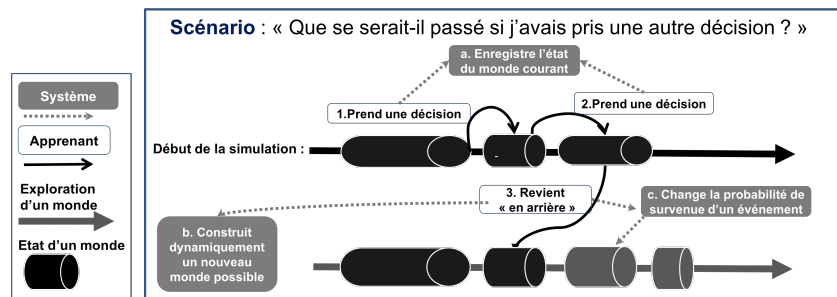 Scénario : « Que se serait-il passé si j’avais pris une autre décision ? »
a. Enregistre l’état
du monde courant
Système
Apprenant
Exploration
d’un monde
Etat d’un monde
1.Prend une décision
2.Prend une décision
Début de la simulation :
3. Revient
« en arrière »
c. Change la probabilité de
survenue d’un événement
b. Construit
dynamiquement
un nouveau
monde possible